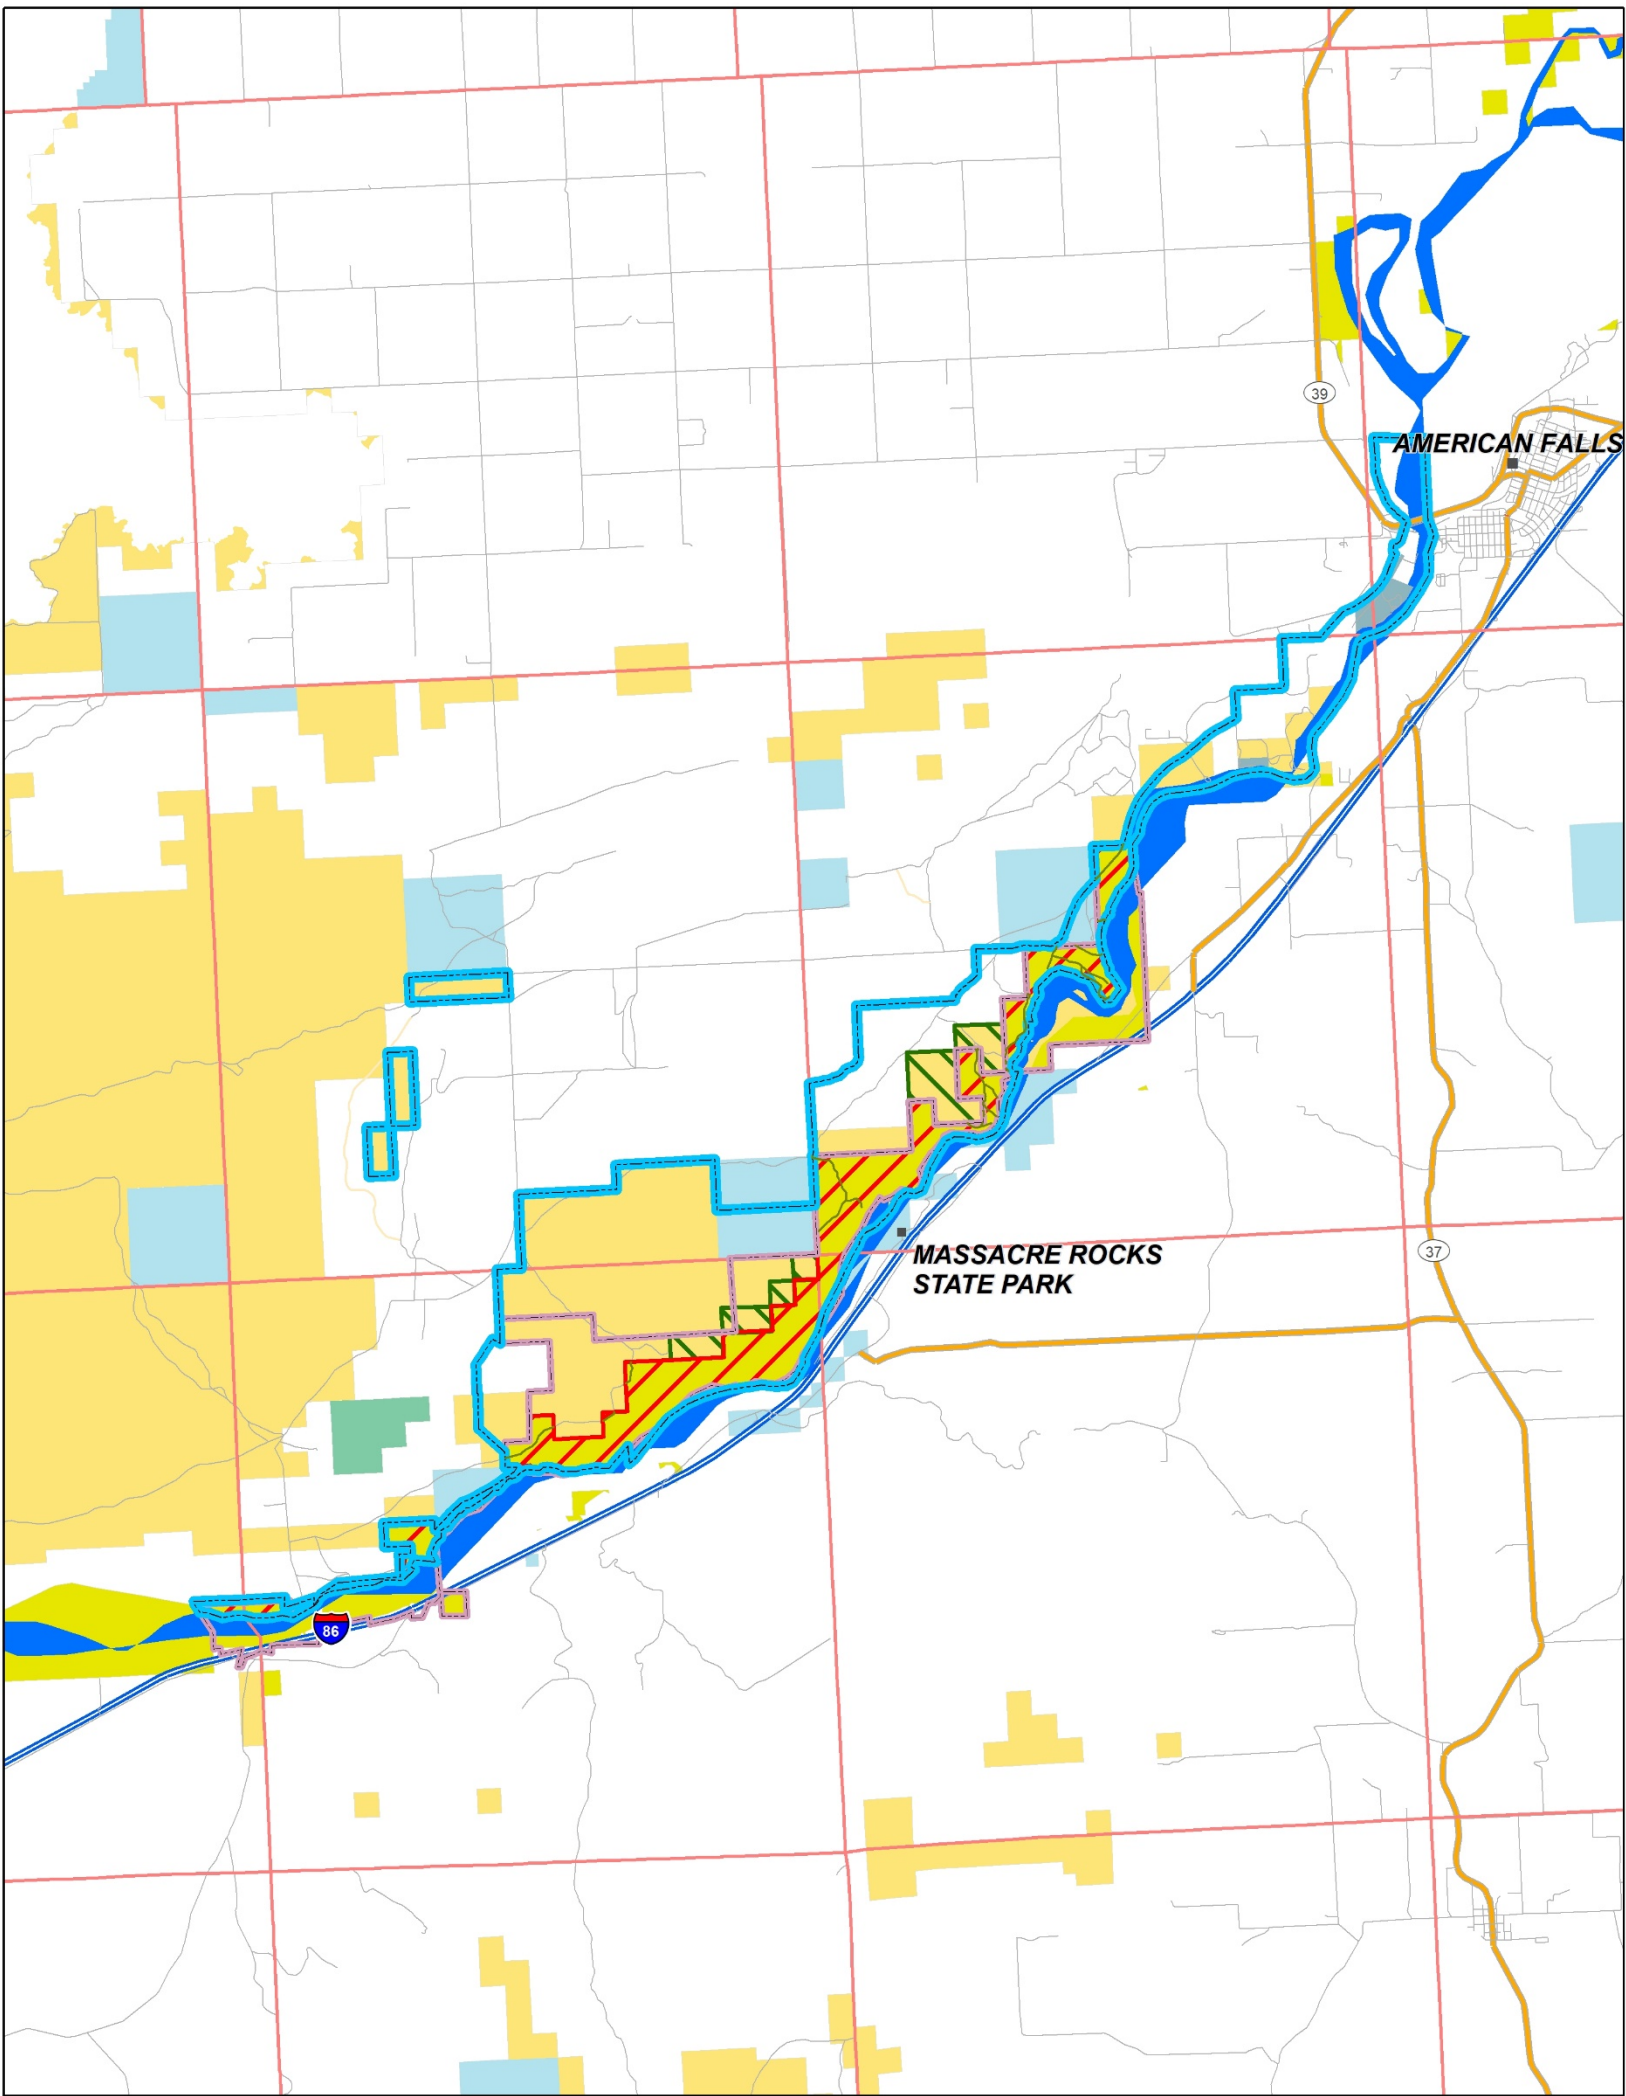 39
AMERICAN FALLS
MASSACRE ROCKS
STATE PARK
37
86